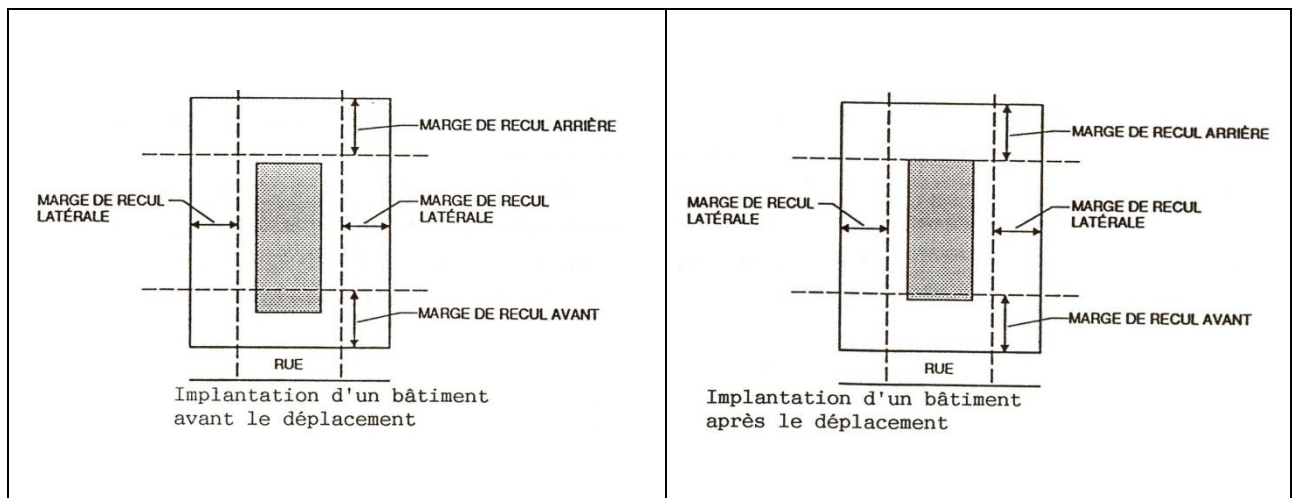 MARGE DE RECUL ARRIÈRE
MARGE DE RECUL
LATÉRALE
MARGE DE RECUL
LATÉRALE
MARGE DE RECUL AVANT
RUE
Implantation d'un bâtiment
avant le déplacement
MARGE DE RECUL ARRIÈRE
MARGE DE RECUL
LATÉRALE
MARGE DE RECUL
LATÉRALE
MARGE DE RECUL AVANT
RUE
Implantation d'un bâtiment
après le déplacement